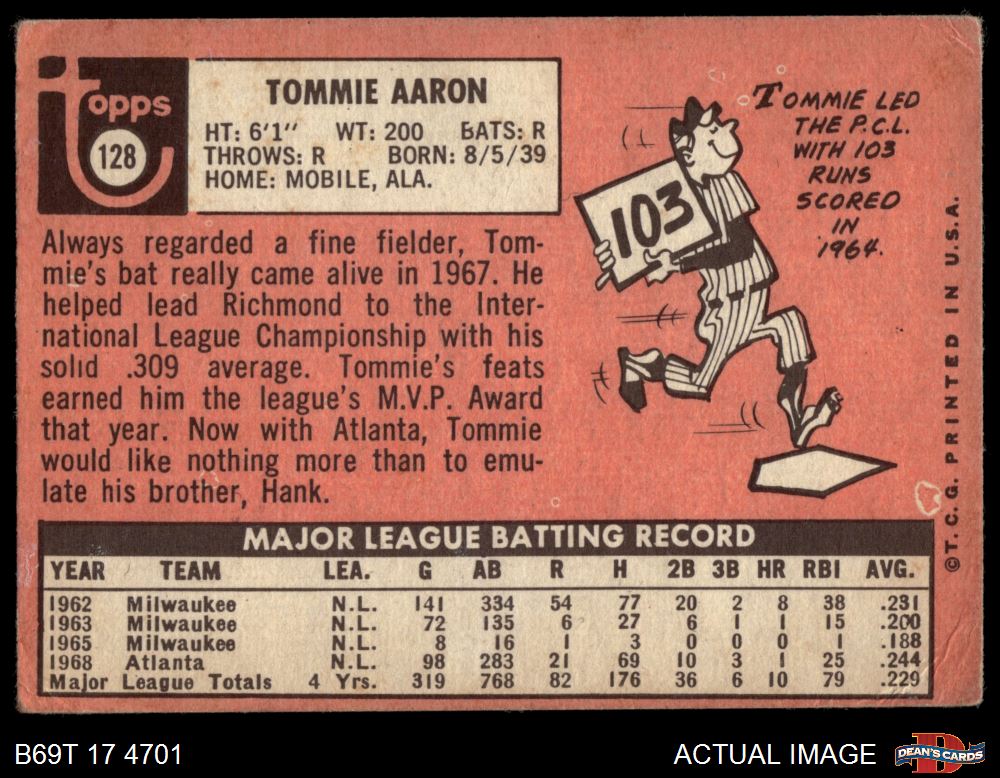 Topps
128
TOMMIE AARON
HT: 6'1" WT: 200 BATS: R
THROWS: R BORN: 8/5/39
HOME: MOBILE, ALA.
Always regarded a fine fielder, Tom-
mie's bat really came alive in 1967. He
helped lead Richmond to the Inter-
national League Championship with his
solid .309 average. Tommie's feats
earned him the league's M.V.P. Award
that year. Now with Atlanta, Tommie
would like nothing more than to emu-
late his brother, Hank.
103
TOMMIE LED
THE P.C.L.
WITH 103
RUNS
SCORED
IN
1964.
©T.C.G. PRINTED IN U.S.A.
MAJOR LEAGUE BATTING RECORD
YEAR TEAM LEA. G AB R H 2B 3B HR RBI AVG.
1962 Milwaukee N.L. 141 334 54 77 20 2 8 38 .231
1963 Milwaukee N.L. 72 135 6 27 6 1 1 15 .200
1965 Milwaukee N.L. 8 16 1 3 0 0 0 1 .188
1968 Atlanta N.L. 98 283 21 69 10 3 1 25 .244
Major League Totals 4 Yrs. 319 768 82 176 36 6 10 79 .229
B69T 17 4701
ACTUAL IMAGE
D
DEAN'S CARDS